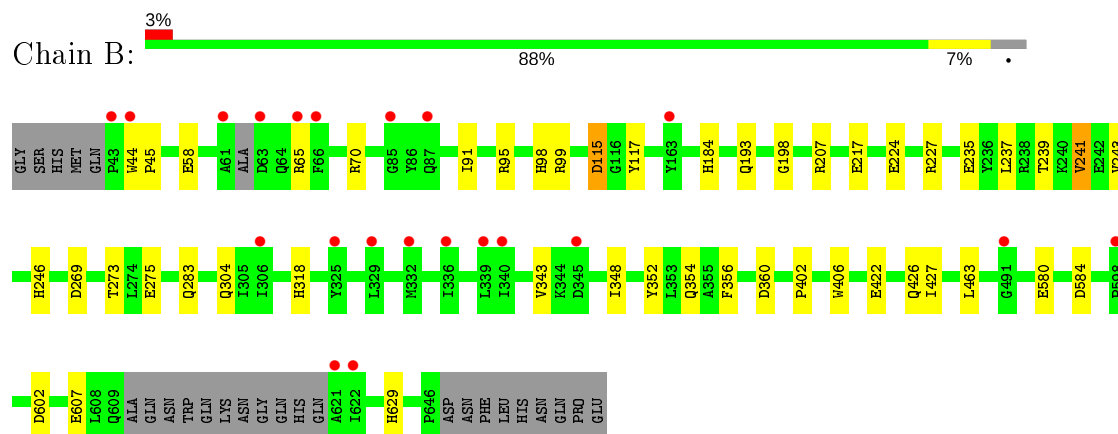 3%
Chain B:
88%
7%
•
GLY SER HIS MET GLN P43 W44 P45 E58 A61 ALA D63 Q64 R65 F66 R70 G85 Y86 Q87 I91 R95 H98 R99 D115 G116 Y117 Y163 H184 Q193 G198 R207 E217 E224 R227 E235 Y236 L237 R238 T239 K240 V241 E242
H246 D269 T273 L274 E275 Q283 Q304 I305 I306 H318 Y325 L329 M332 I336 L339 I340 V343 K344 D345 I348 Y352 L353 Q354 A355 F356 D360 P402 W406 E422 Q426 I427 L463 G491 E580 D584
D602 E607 L608 Q609 ALA GLN ASN TRP GLN LYS ASN GLY GLN HIS GLN A621 I622 H629 P646 ASP ASN PHE LEU HIS ASN GLN PRO GLU